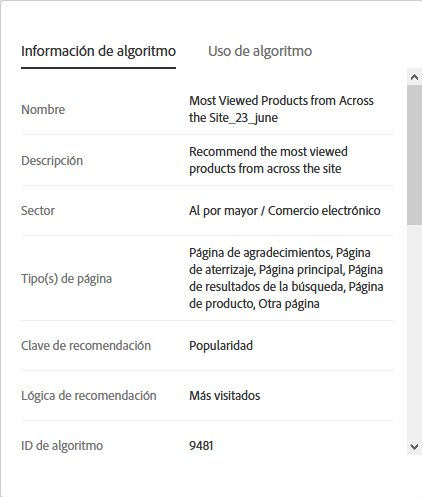 Información de algoritmo Uso de algoritmo
Nombre Most Viewed Products from Across
the Site_23_june
Descripción Recommend the most viewed
products from across the site
Sector Al por mayor / Comercio electrónico
Tipo(s) de página Página de agradecimientos, Página
de aterrizaje, Página principal, Página
de resultados de la búsqueda, Página
de producto, Otra página
Clave de recomendación Popularidad
Lógica de recomendación Más visitados
ID de algoritmo 9481